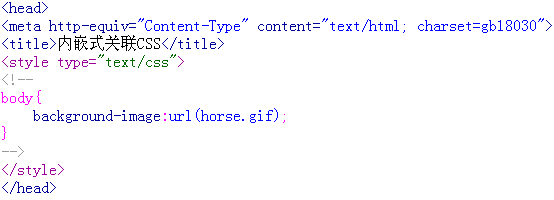 <head>
<meta http-equiv="Content-Type" content="text/html; charset=gb18030">
<title>内嵌式关联CSS</title>
<style type="text/css">
<!--
body{
    background-image:url(horse.gif);
}
-->
</style>
</head>